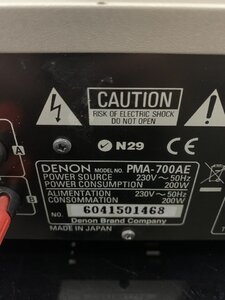 CAUTION
RISK OF ELECTRIC SHOCK
DO NOT OPEN
N29 CE
A
DENON MODEL NO. PMA-700AE
POWER SOURCE 230V ~ 50Hz
POWER CONSUMPTION 200W
B
ALIMENTATION 230V ~ 50Hz
CONSOMMATION 200W
NO. 6041501468
Denon Brand Company
MADE IN JAPAN